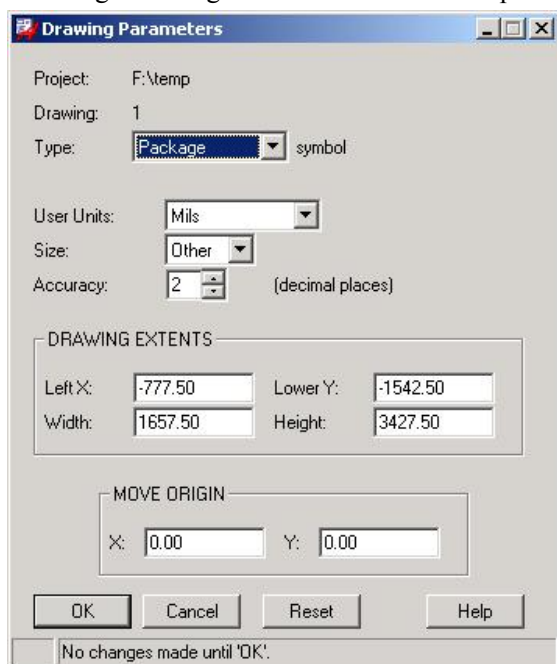 Drawing Parameters
Project: F:\temp
Drawing: 1
Type: Package symbol
User Units: Mils
Size: Other
Accuracy: 2 (decimal places)
DRAWING EXTENTS
Left X: -777.50 Lower Y: -1542.50
Width: 1657.50 Height: 3427.50
MOVE ORIGIN
X: 0.00 Y: 0.00
OK Cancel Reset Help
No changes made until 'OK'.